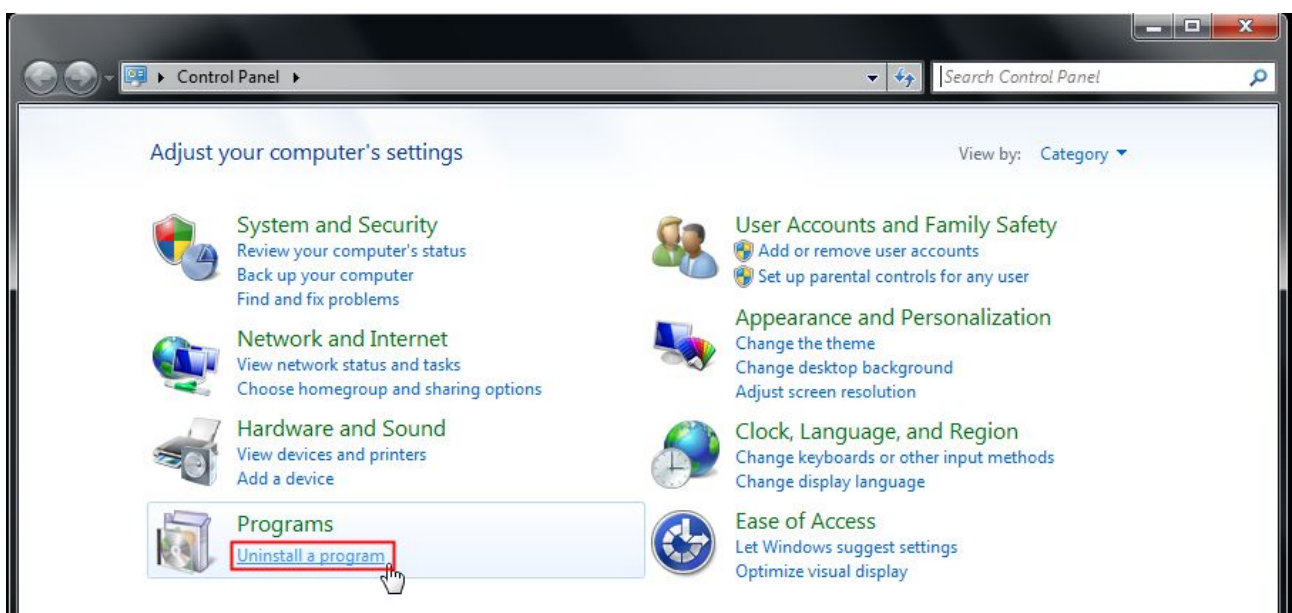 Control Panel
Search Control Panel
Adjust your computer's settings
View by: Category
System and Security
Review your computer's status
Back up your computer
Find and fix problems
Network and Internet
View network status and tasks
Choose homegroup and sharing options
Hardware and Sound
View devices and printers
Add a device
Programs
Uninstall a program
User Accounts and Family Safety
Add or remove user accounts
Set up parental controls for any user
Appearance and Personalization
Change the theme
Change desktop background
Adjust screen resolution
Clock, Language, and Region
Change keyboards or other input methods
Change display language
Ease of Access
Let Windows suggest settings
Optimize visual display